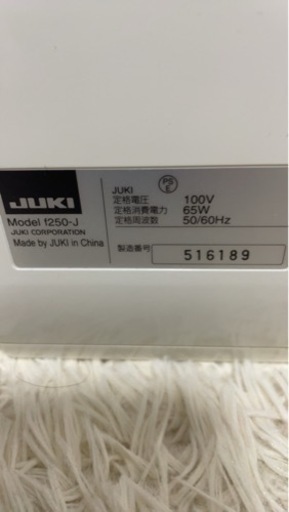 JUKI
Model f250-J
JUKI CORPORATION
Made by JUKI in China
JUKI
PS
E
定格電圧 100V
定格消費電力 65W
定格周波数 50/60Hz
製造番号 516189